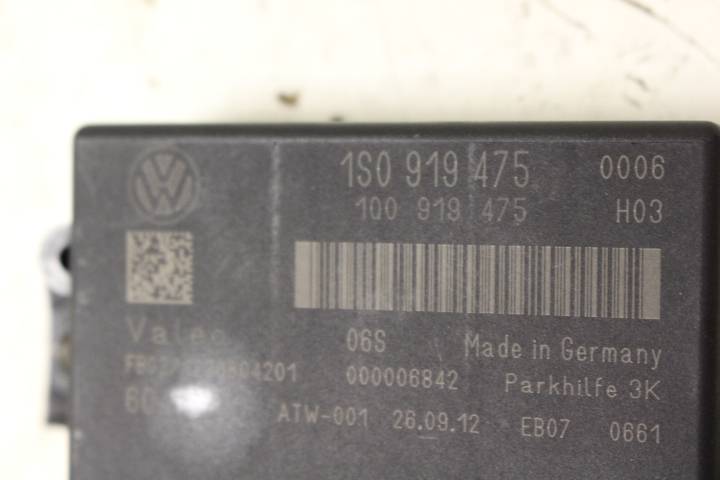 1S0 919 475 0006
1Q0 919 475 H03
Valeo 06S Made in Germany
000006842 Parkhilfe 3K
ATW-001 26.09.12 EB07 0661